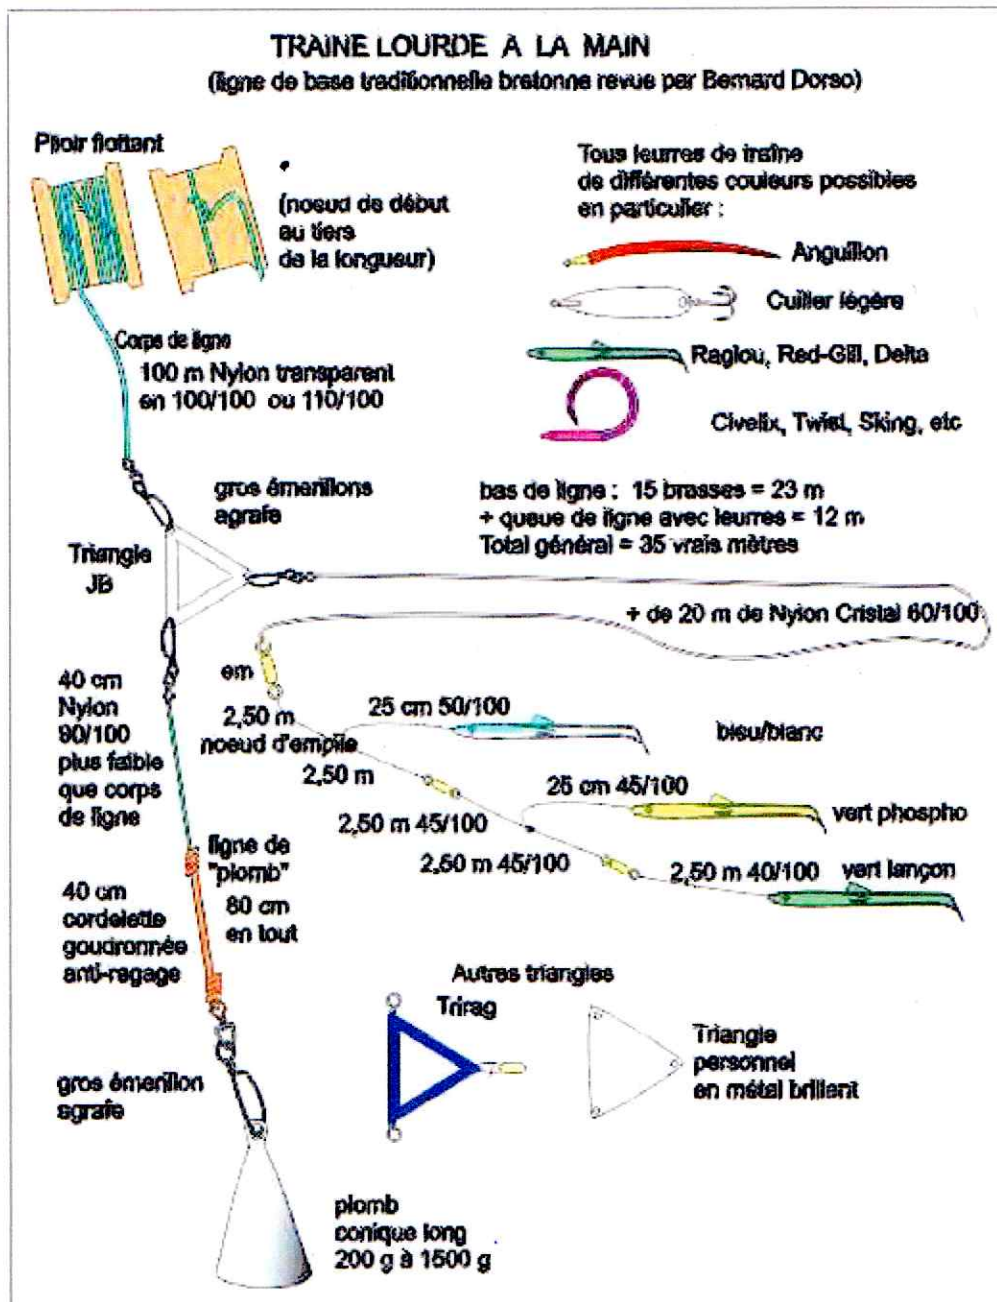 TRAINE LOURDE A LA MAIN
(ligne de base traditionnelle bretonne revue par Bernard Dorso)
Plioir flottant
(noeud de début
au tiers
de la longueur)
Tous leurres de traîne
de différentes couleurs possibles
en particulier :
Anguillon
Cuiller légère
Raglou, Red-Gill, Delta
Civelix, Twist, Sking, etc
Corps de ligne
100 m Nylon transparent
en 100/100 ou 110/100
gros émerillons
agrafe
bas de ligne : 15 brasses = 23 m
+ queue de ligne avec leurres = 12 m
Total général = 35 vrais mètres
Triangle
JB
+ de 20 m de Nylon Cristal 60/100
40 cm
Nylon
90/100
plus faible
que corps
de ligne
em
2,50 m
noeud d'empile
2,50 m
25 cm 50/100
bleu/blanc
25 cm 45/100
vert phospho
2,50 m 45/100
2,50 m 45/100
2,50 m 40/100
vert lançon
ligne de
"plomb"
80 cm
en tout
40 cm
cordelette
goudronnée
anti-ragage
Autres triangles
Trirag
Triangle
personnel
en métal brillant
gros émerillon
agrafe
plomb
conique long
200 g à 1500 g